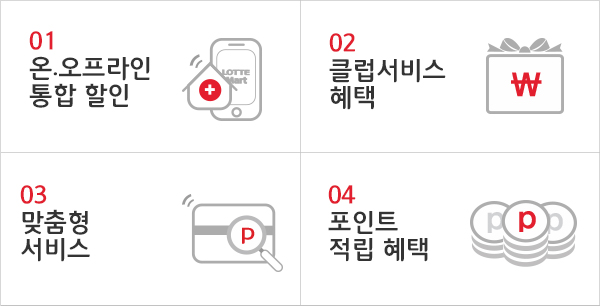 01
온.오프라인
통합 할인
LOTTE
Mart
02
클럽서비스
혜택
₩
03
맞춤형
서비스
P
04
포인트
적립 혜택
p p p